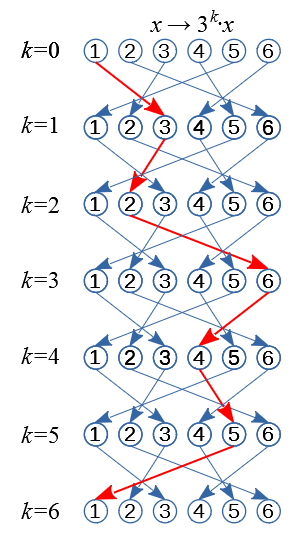 x → 3ᵏ·x
k=0 1 2 3 4 5 6
k=1 1 2 3 4 5 6
k=2 1 2 3 4 5 6
k=3 1 2 3 4 5 6
k=4 1 2 3 4 5 6
k=5 1 2 3 4 5 6
k=6 1 2 3 4 5 6